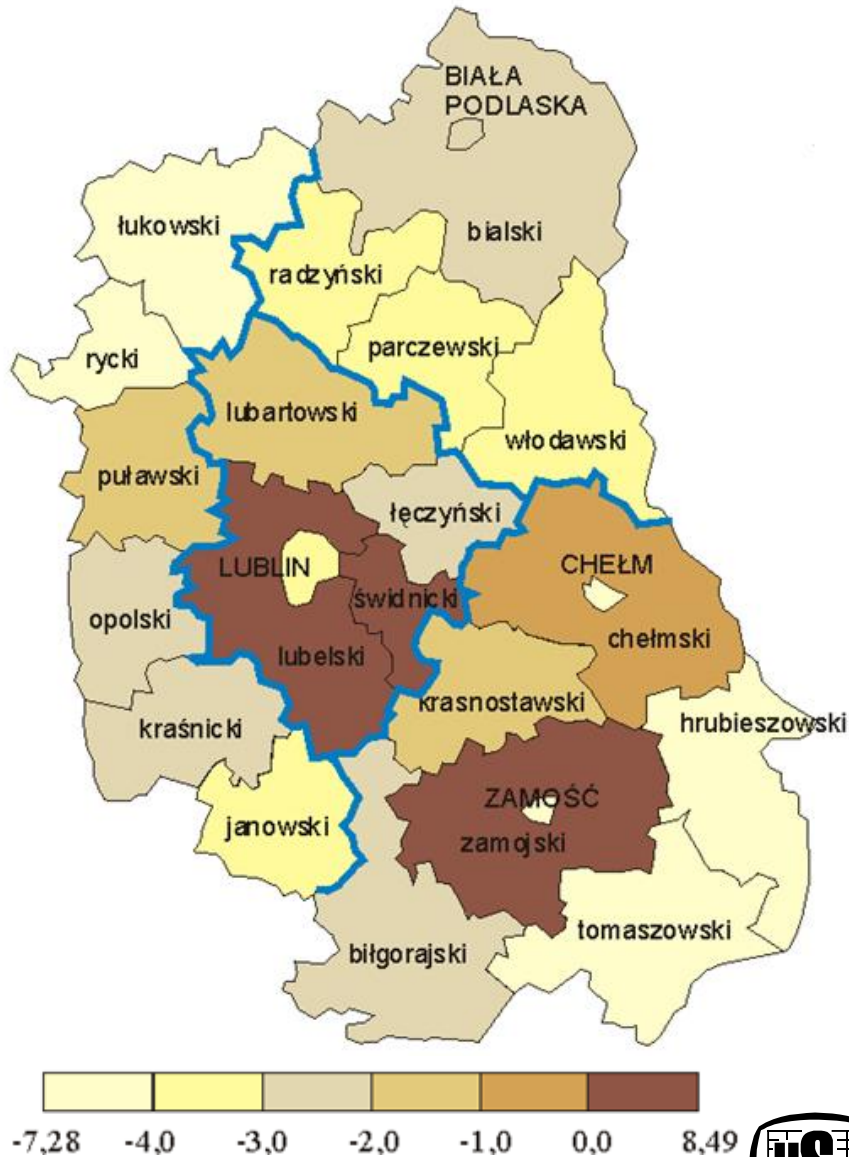 BIAŁA
PODLASKA
łukowski
bialski
radzyński
parczewski
rycki
lubartowski
włodawski
puławski
łęczyński
LUBLIN
CHEŁM
świdnicki
opolski
chełmski
lubelski
krasnostawski
hrubieszowski
kraśnicki
ZAMOŚĆ
janowski
zamojski
tomaszowski
biłgorajski
-7,28 -4,0 -3,0 -2,0 -1,0 0,0 8,49